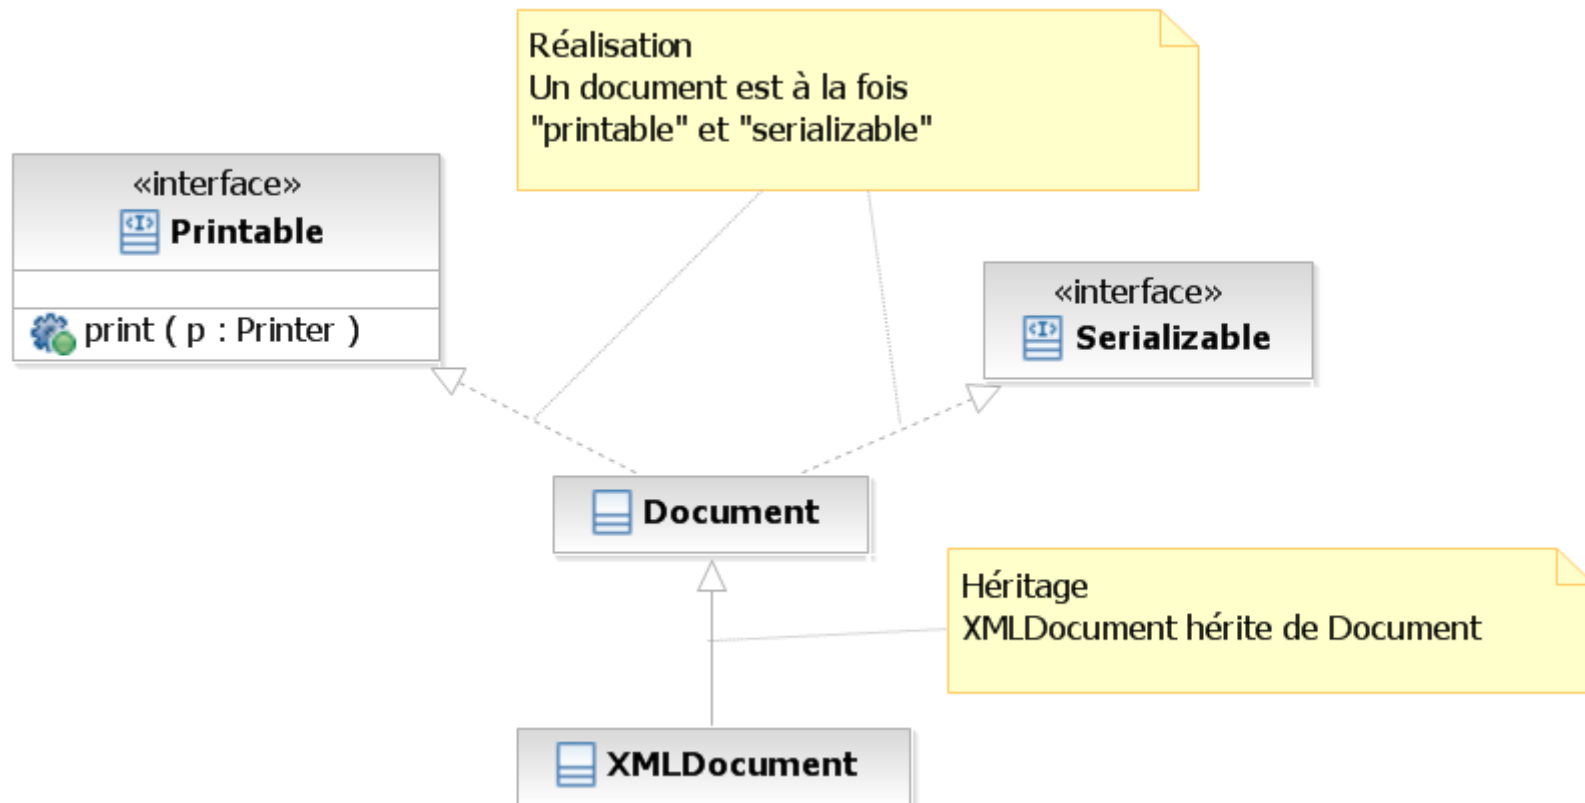 Réalisation
Un document est à la fois
"printable" et "serializable"
«interface»
Printable
print ( p : Printer )
«interface»
Serializable
Document
Héritage
XMLDocument hérite de Document
XMLDocument